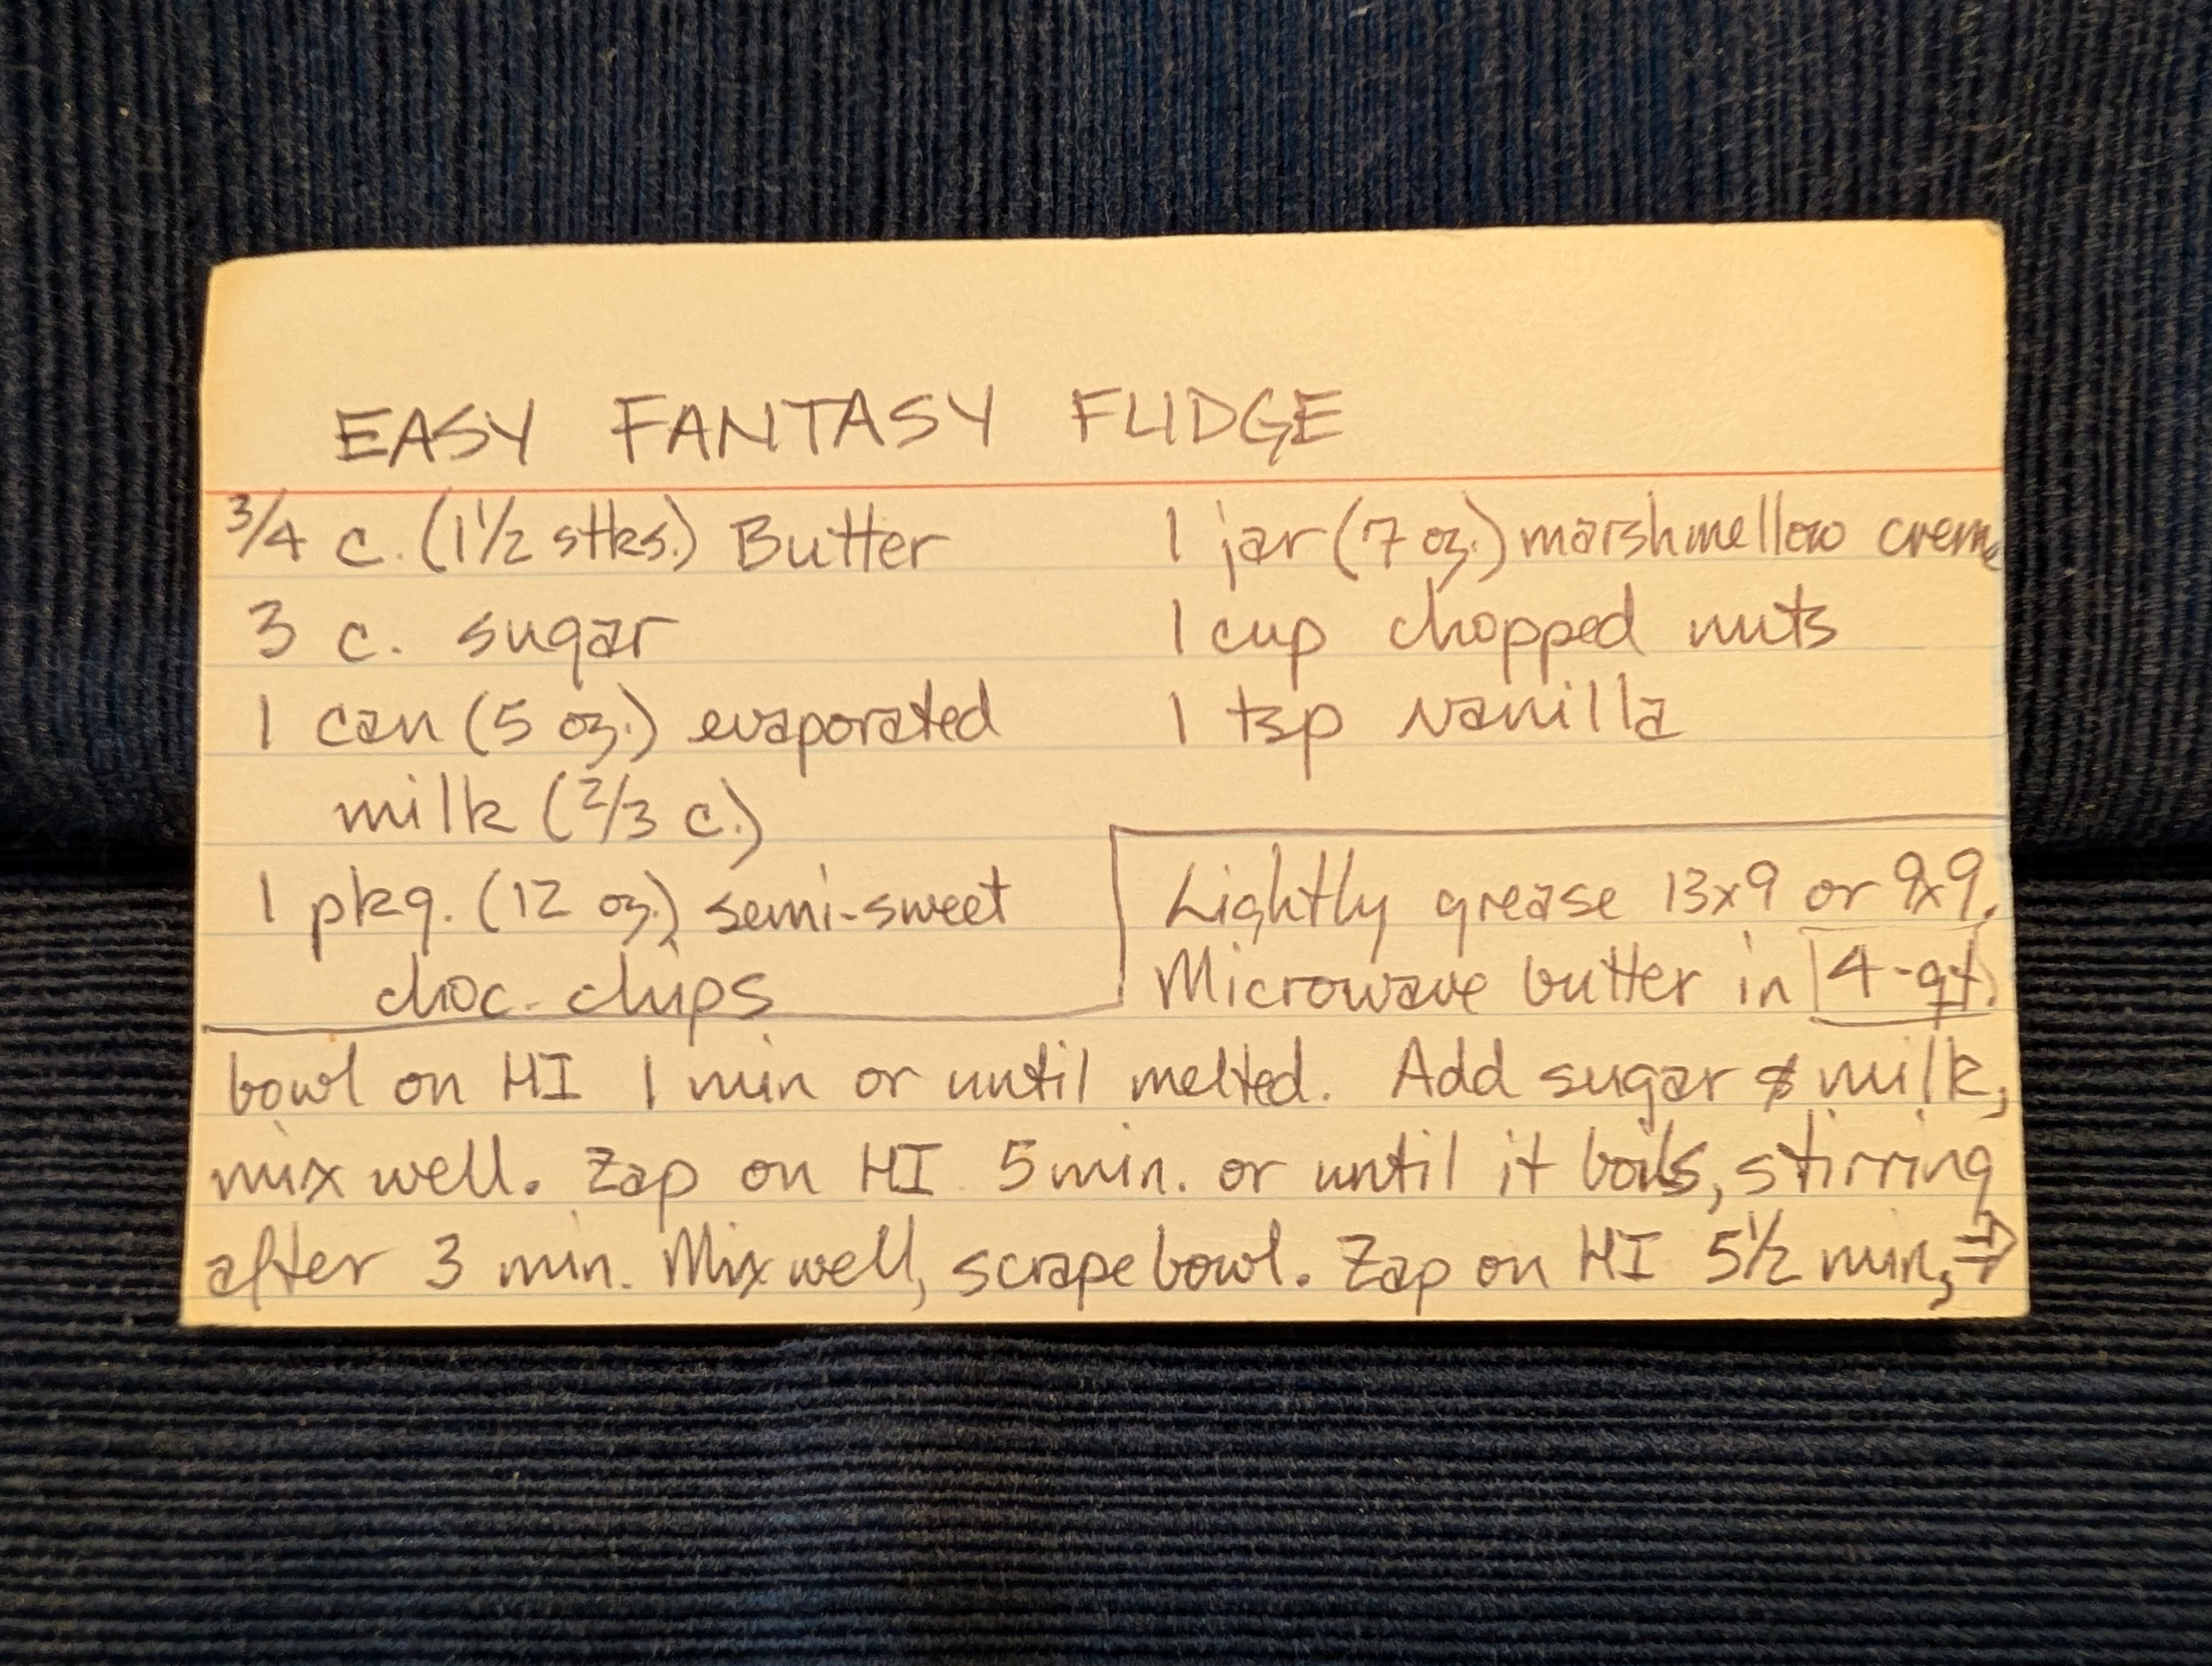 EASY FANTASY FUDGE
3/4 c. (1 1/2 stks.) Butter
3 c. sugar
1 can (5 oz.) evaporated
milk (2/3 c.)
1 pkg. (12 oz.) semi-sweet
choc. chips
1 jar (7 oz.) marshmellow creme
1 cup chopped nuts
1 tsp vanilla
Lightly grease 13x9 or 9x9.
Microwave butter in 4-qt.
bowl on HI 1 min or until melted. Add sugar & milk,
mix well. Zap on HI 5 min. or until it boils, stirring
after 3 min. Mix well, scrape bowl. Zap on HI 5 1/2 min, ⇒